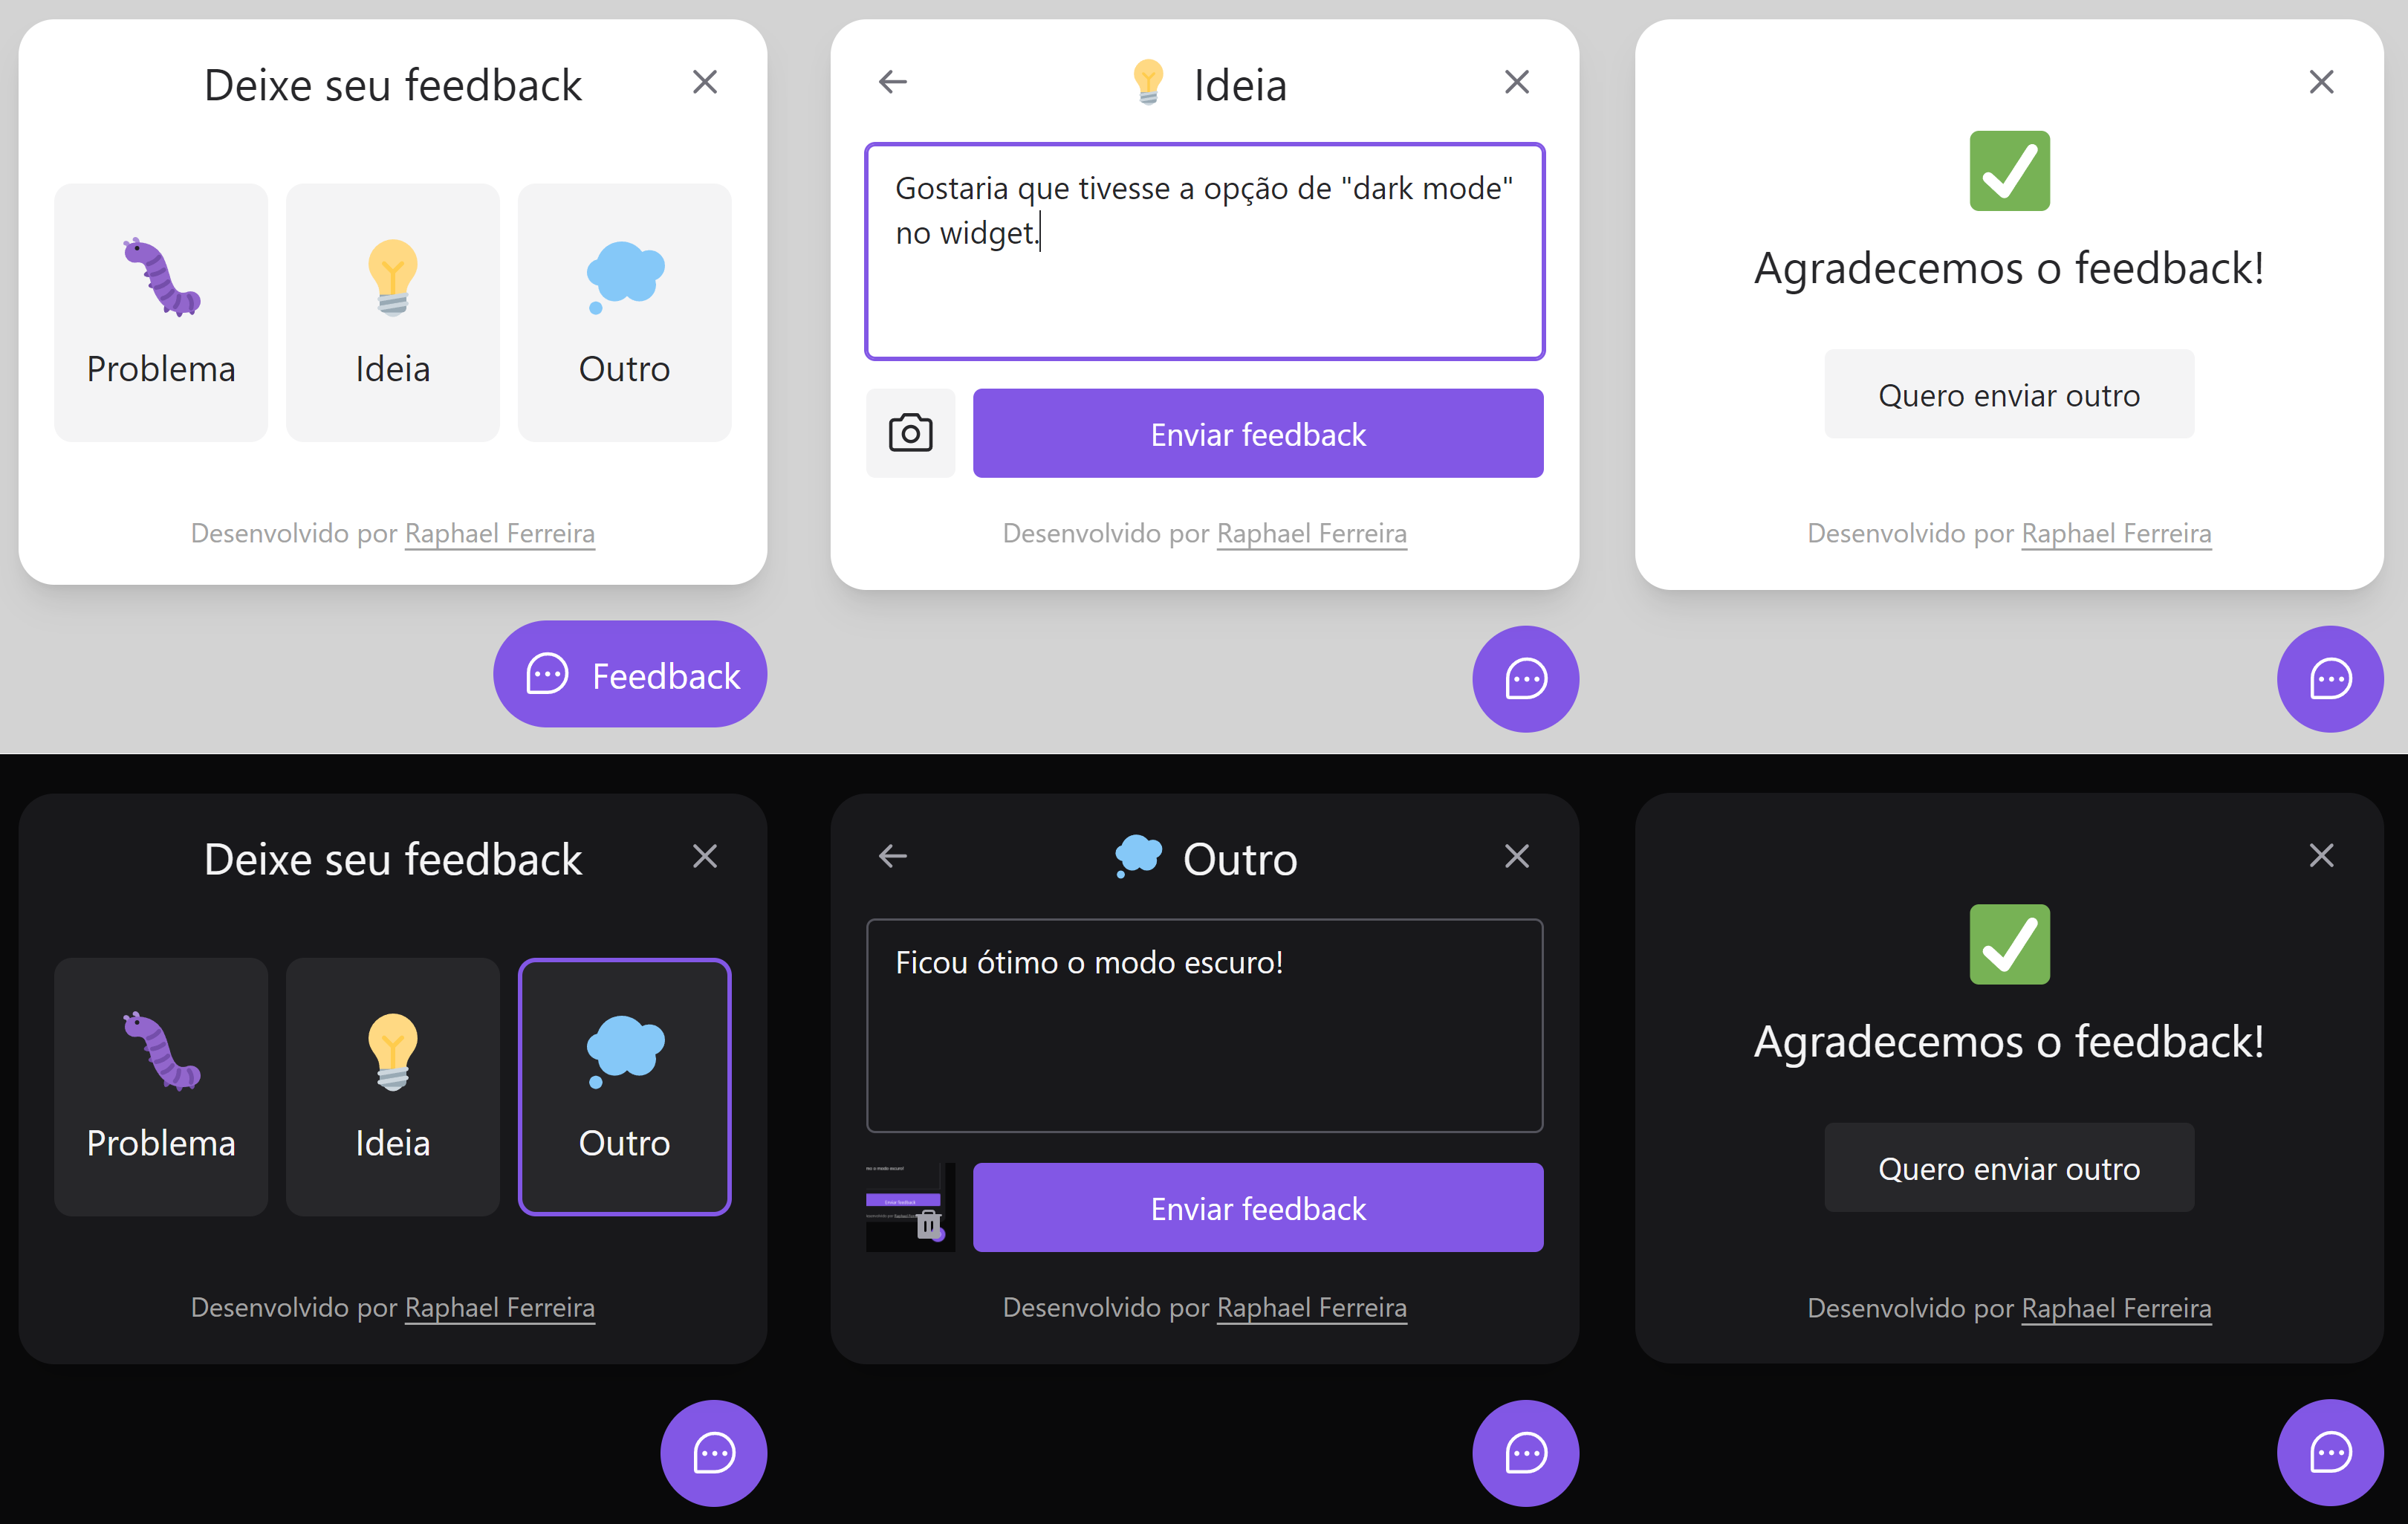 Deixe seu feedback
Problema
Ideia
Outro
Desenvolvido por Raphael Ferreira
Feedback
Ideia
Gostaria que tivesse a opção de "dark mode"
no widget.
Enviar feedback
Desenvolvido por Raphael Ferreira
Agradecemos o feedback!
Quero enviar outro
Desenvolvido por Raphael Ferreira
Deixe seu feedback
Problema
Ideia
Outro
Desenvolvido por Raphael Ferreira
Outro
Ficou ótimo o modo escuro!
Enviar feedback
Enviar feedback
Desenvolvido por Raphael Ferreira
Agradecemos o feedback!
Quero enviar outro
Desenvolvido por Raphael Ferreira